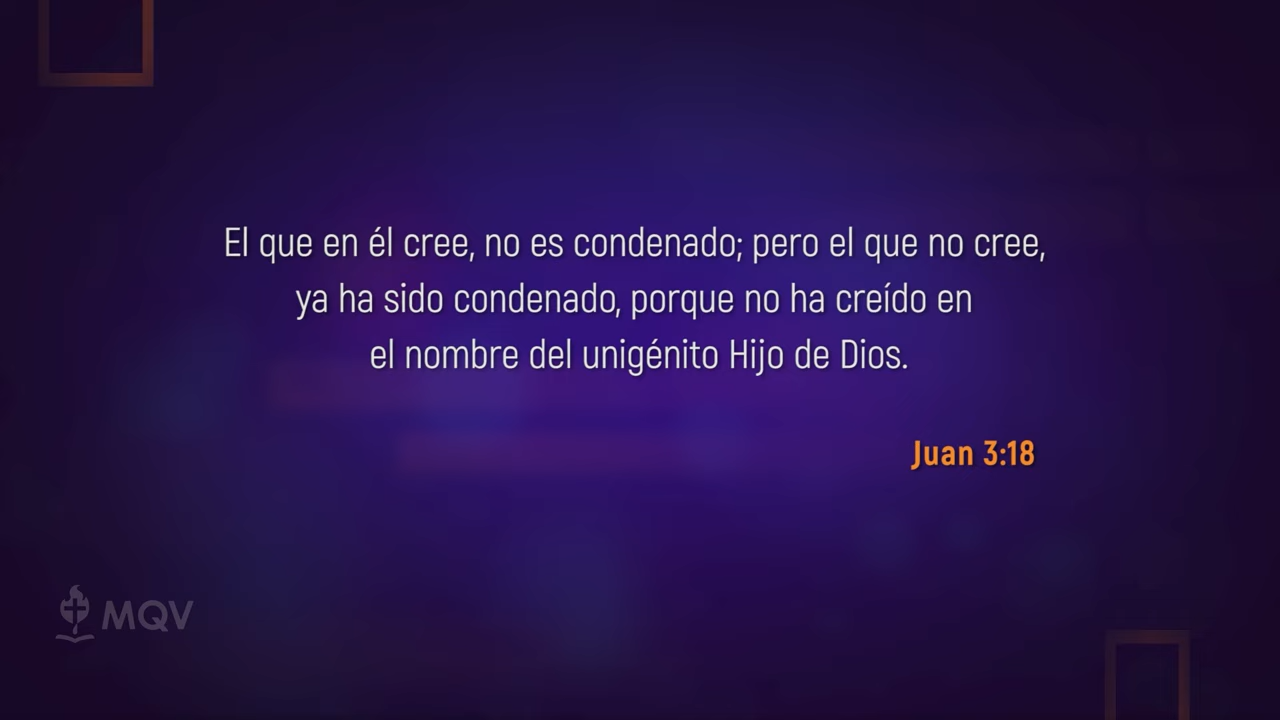 El que en él cree, no es condenado; pero el que no cree,
ya ha sido condenado, porque no ha creído en
el nombre del unigénito Hijo de Dios.
Juan 3:18
MQV